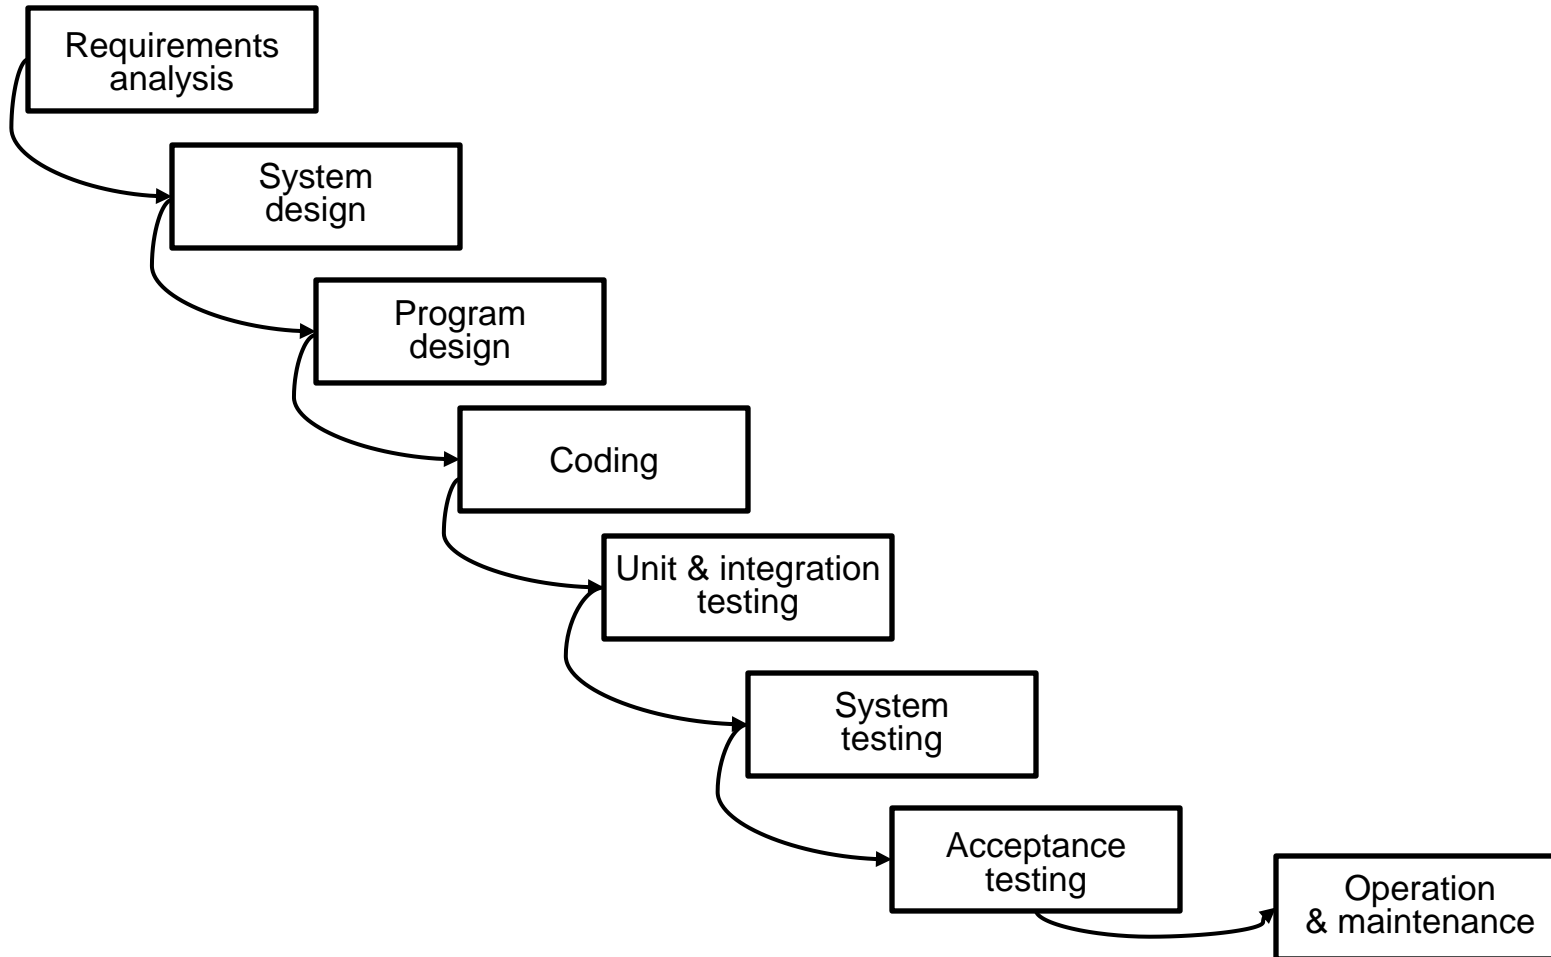 Requirements
analysis
System
design
Program
design
Coding
Unit & integration
testing
System
testing
Acceptance
testing
Operation
& maintenance